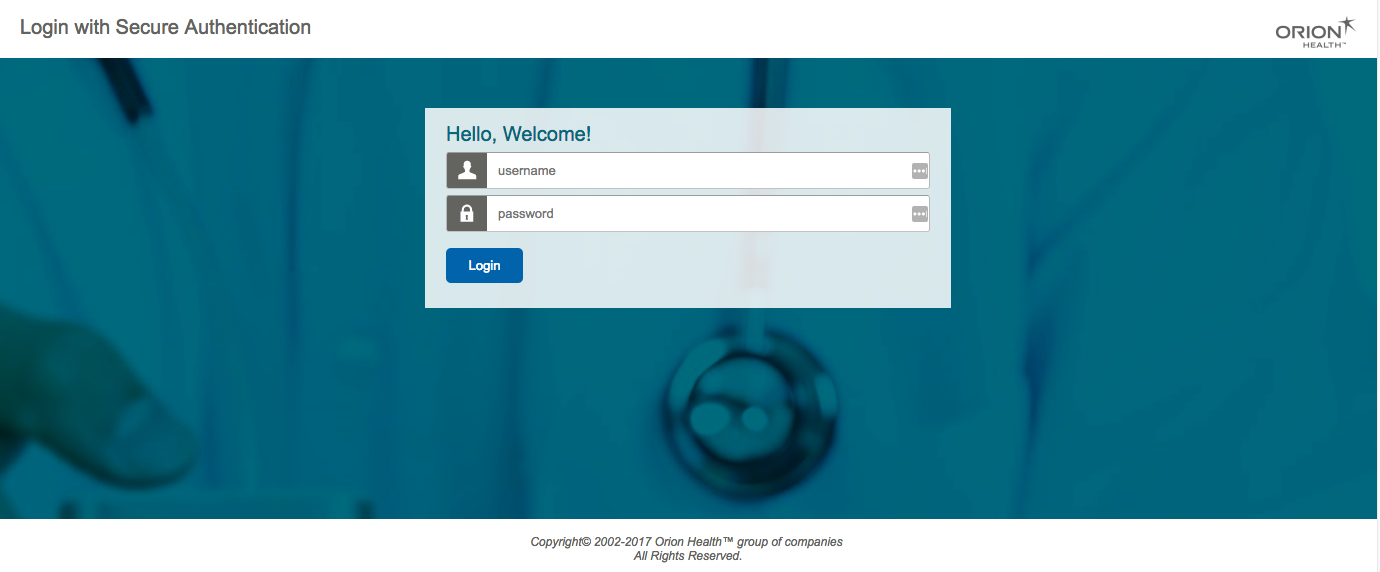 Login with Secure Authentication
ORION
HEALTH™
Hello, Welcome!
username
password
Login
Copyright© 2002-2017 Orion Health™ group of companies
All Rights Reserved.